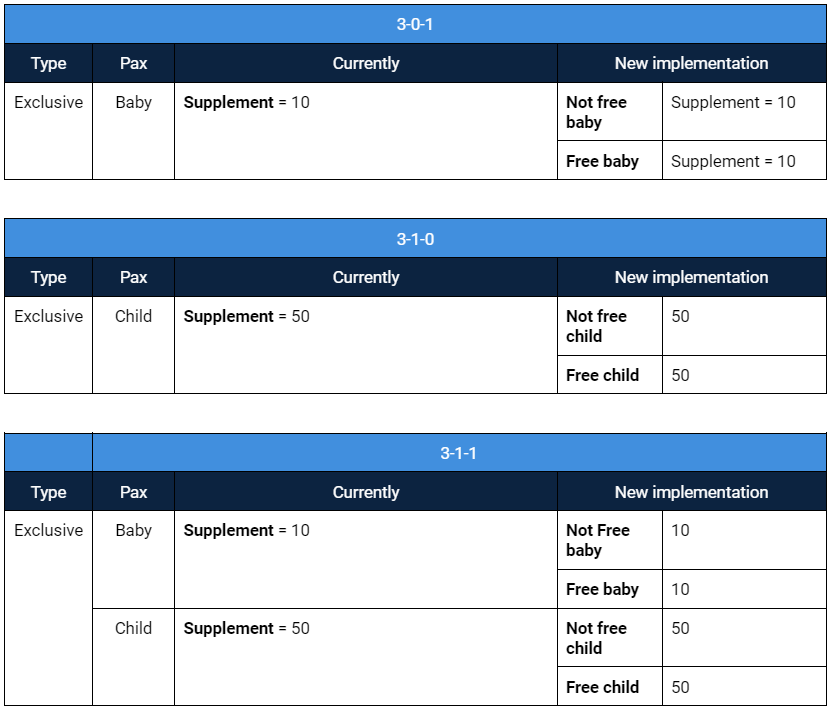 3-0-1
Type Pax Currently New implementation
Exclusive Baby Supplement = 10 Not free Supplement = 10
baby
Free baby Supplement = 10
3-1-0
Type Pax Currently New implementation
Exclusive Child Supplement = 50 Not free 50
child
Free child 50
3-1-1
Type Pax Currently New implementation
Exclusive Baby Supplement = 10 Not Free 10
baby
Free baby 10
Child Supplement = 50 Not free 50
child
Free child 50